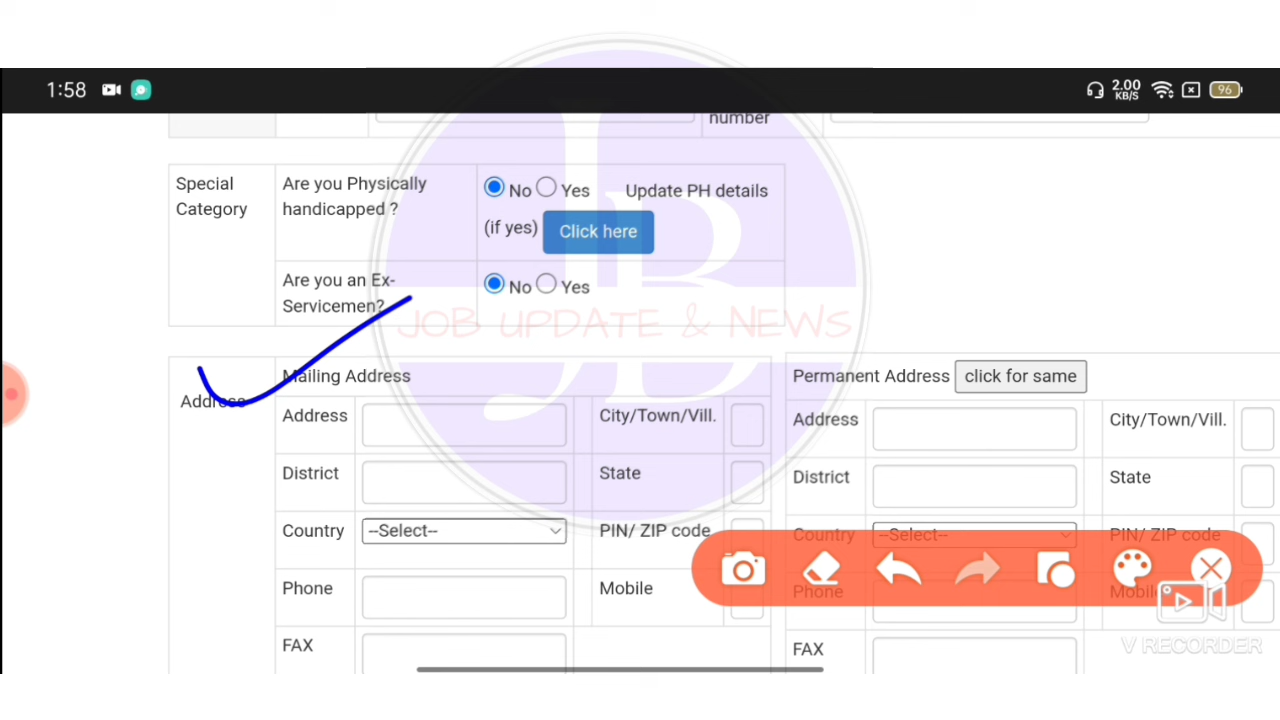 1:58 2.00 KB/S 96
number
Special Category Are you Physically handicapped ? No Yes Update PH details
(if yes) Click here
Are you an Ex-Servicemen? No Yes
JOB UPDATE & NEWS
Mailing Address Permanent Address click for same
Address
Address City/Town/Vill. Address City/Town/Vill.
District State District State
Country --Select-- PIN/ ZIP code Country --Select-- PIN/ ZIP code
Phone Mobile Phone Mobile
FAX FAX
V RECORDER